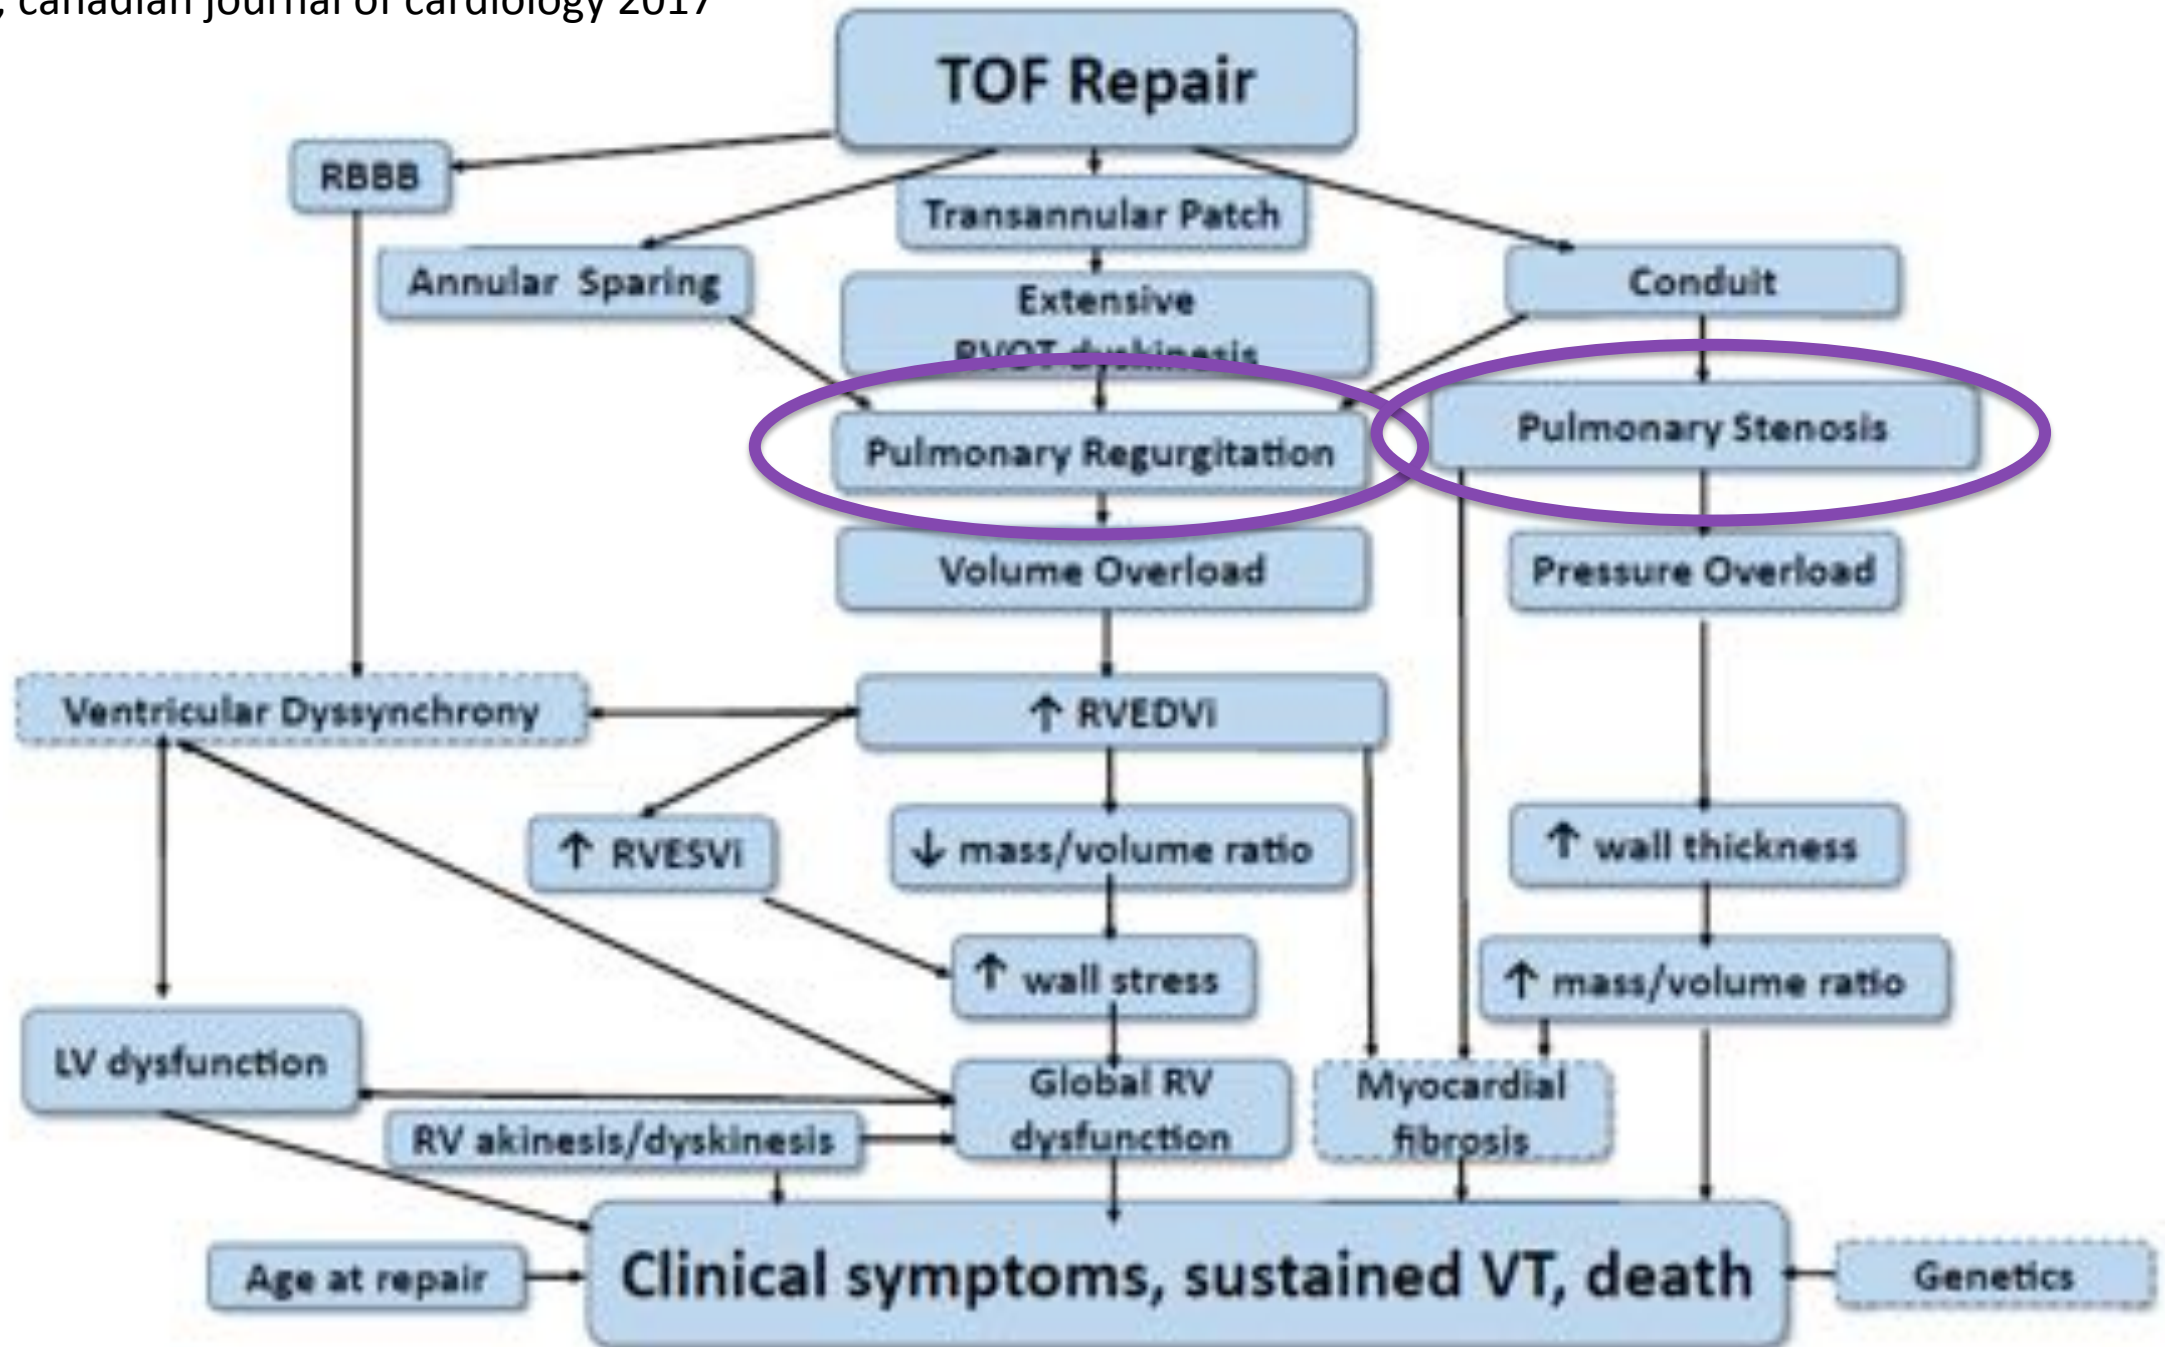 , canadian journal of cardiology 2017
TOF Repair
RBBB
Transannular Patch
Annular Sparing
Extensive
RVOT dyskinesis
Conduit
Pulmonary Regurgitation
Pulmonary Stenosis
Volume Overload
Pressure Overload
Ventricular Dyssynchrony
↑ RVEDVi
↑ RVESVi
↓ mass/volume ratio
↑ wall thickness
↑ wall stress
↑ mass/volume ratio
LV dysfunction
Global RV
dysfunction
Myocardial
fibrosis
RV akinesis/dyskinesis
Age at repair
Clinical symptoms, sustained VT, death
Genetics